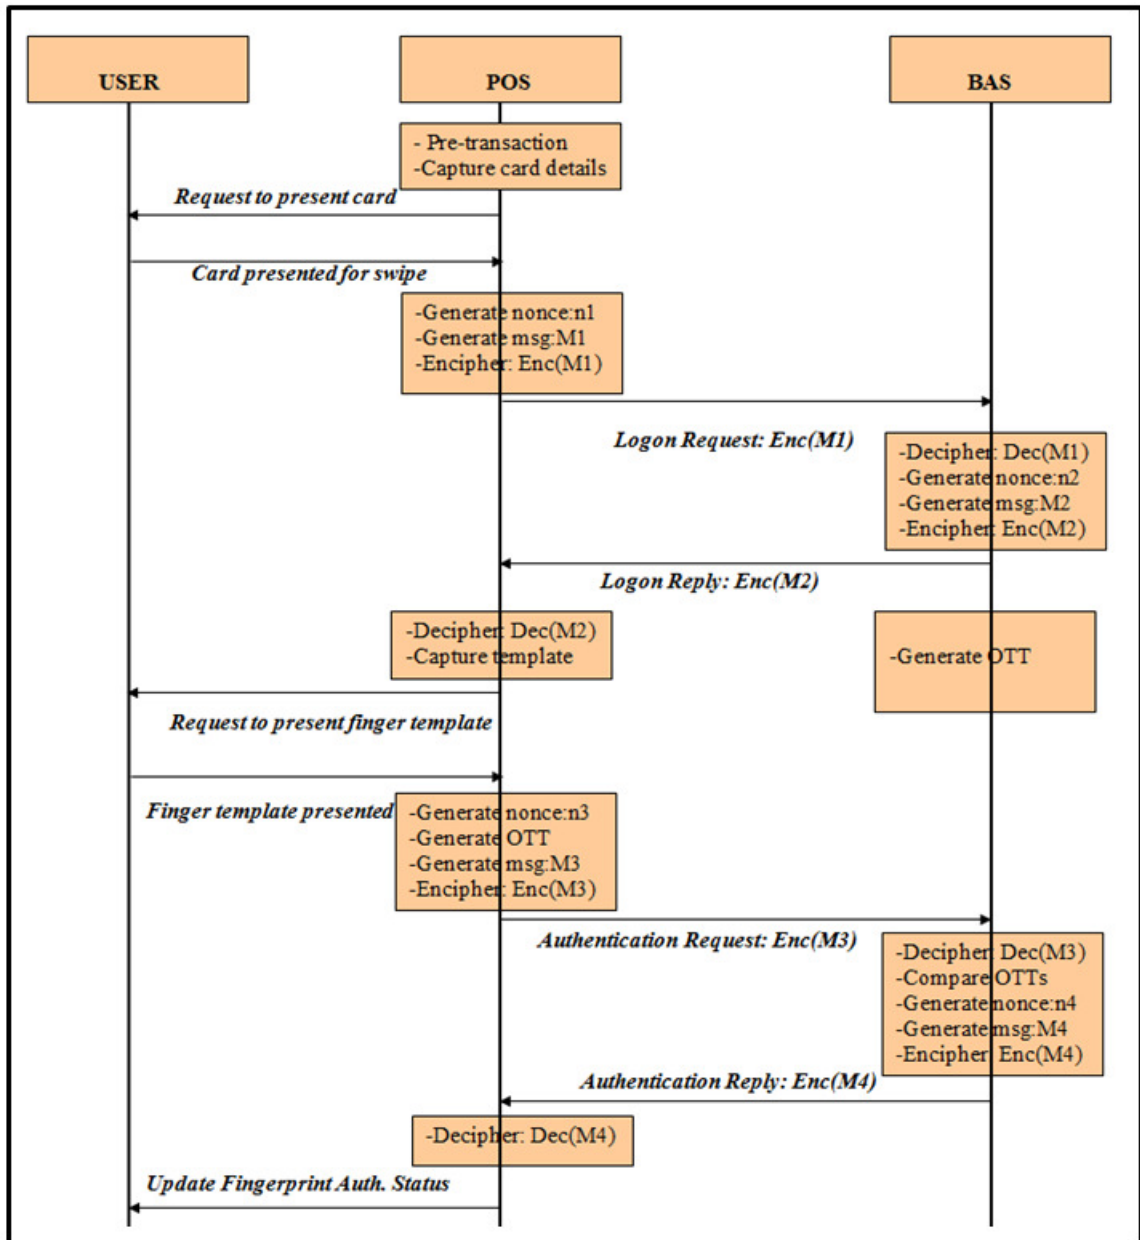 USER
POS
BAS
- Pre-transaction
-Capture card details
Request to present card
Card presented for swipe
-Generate nonce:n1
-Generate msg:M1
-Encipher: Enc(M1)
Logon Request: Enc(M1)
-Decipher: Dec(M1)
-Generate nonce:n2
-Generate msg:M2
-Encipher: Enc(M2)
Logon Reply: Enc(M2)
-Decipher: Dec(M2)
-Capture template
-Generate OTT
Request to present finger template
Finger template presented
-Generate nonce:n3
-Generate OTT
-Generate msg:M3
-Encipher: Enc(M3)
Authentication Request: Enc(M3)
-Decipher: Dec(M3)
-Compare OTTs
-Generate nonce:n4
-Generate msg:M4
-Encipher: Enc(M4)
Authentication Reply: Enc(M4)
-Decipher: Dec(M4)
Update Fingerprint Auth. Status